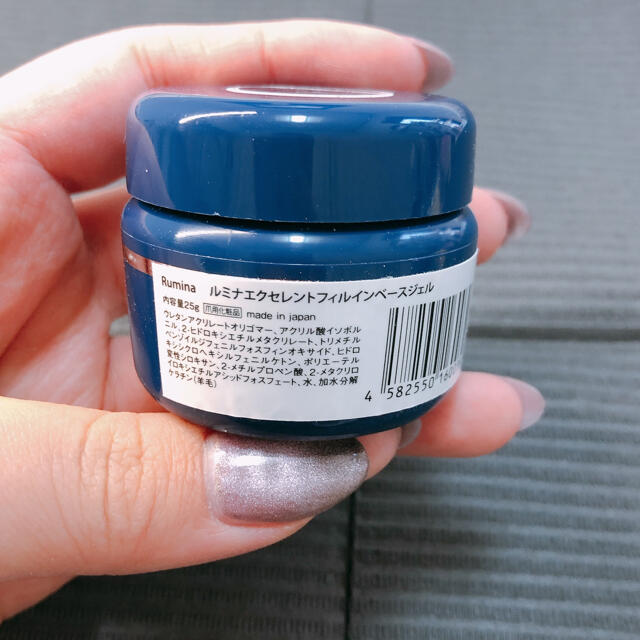 Rumina ルミナエクセレントフィルインベースジェル
内容量25g 爪用化粧品 made in japan
ウレタンアクリレートオリゴマー、アクリル酸イソボル
ニル、2-ヒドロキシエチルメタクリレート、トリメチル
ベンゾイルジフェニルフォスフィンオキサイド、ヒドロ
キシシクロヘキシルフェニルケトン、ポリエーテル
変性シロキサン、2-メチルプロペン酸、2-メタクリロ
イロキシエチルアシッドフォスフェート、水、加水分解
ケラチン(羊毛)
4 582550